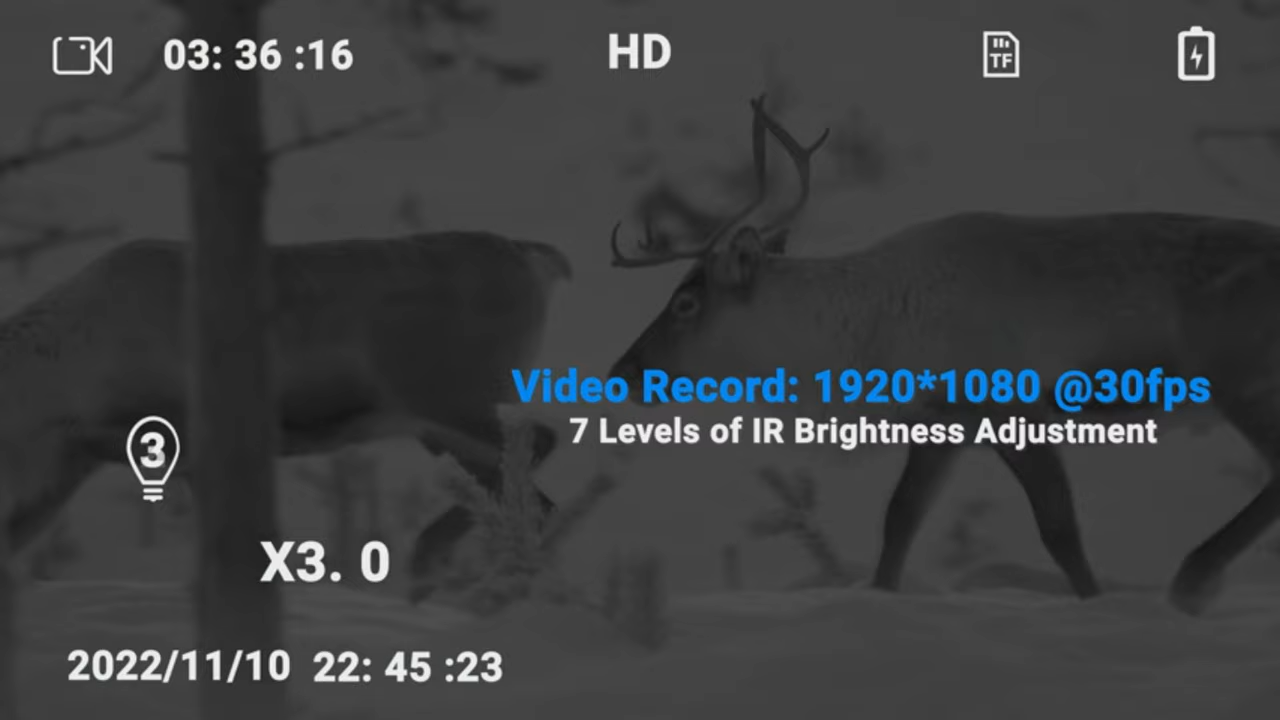 03: 36 :16
HD
TF
Video Record: 1920*1080 @30fps
7 Levels of IR Brightness Adjustment
3
X3. 0
2022/11/10 22: 45 :23